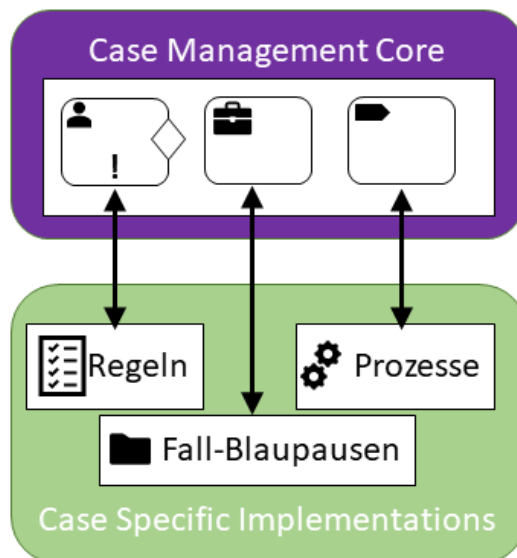 Case Management Core
!
Regeln
Prozesse
Fall-Blaupausen
Case Specific Implementations